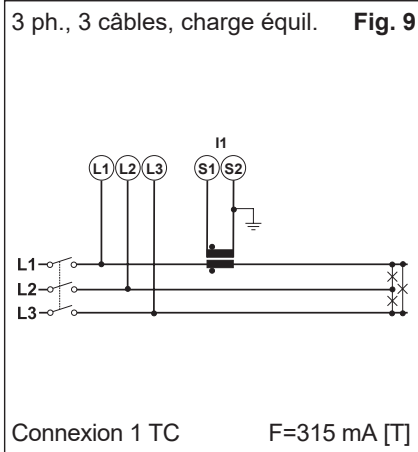 3 ph., 3 câbles, charge équil. Fig. 9
I1
L1 L2 L3 S1 S2
L1
L2
L3
Connexion 1 TC F=315 mA [T]